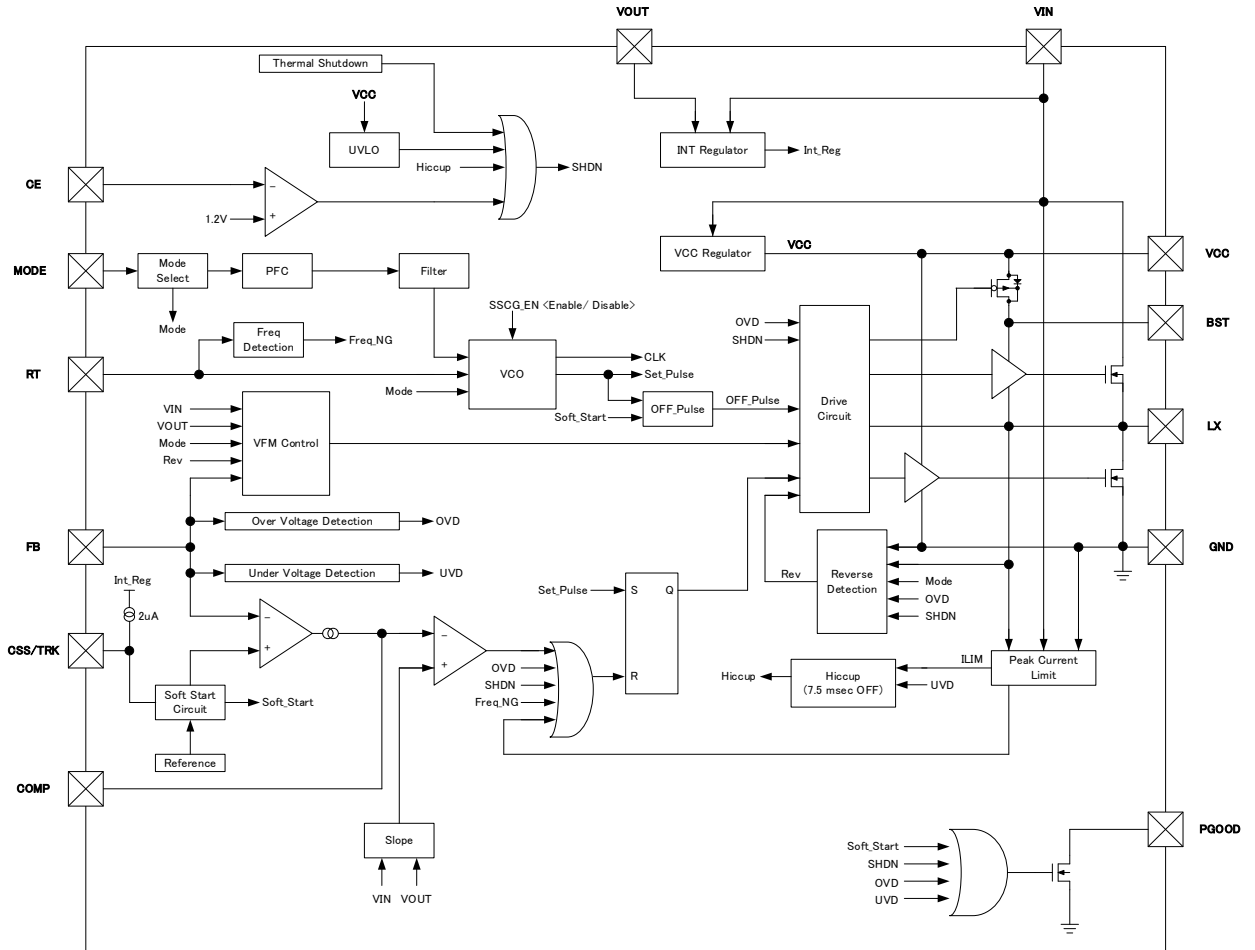 VOUT
VIN
Thermal Shutdown
VCC
UVLO
Hiccup
SHDN
INT Regulator
Int_Reg
CE
1.2V
VCC Regulator
VCC
VCC
MODE
Mode Select
PFC
Filter
Mode
SSCG_EN <Enable/ Disable>
OVD
SHDN
BST
Freq Detection
Freq_NG
RT
VCO
CLK
Set_Pulse
Mode
OFF_Pulse
OFF_Pulse
Soft_Start
Drive Circuit
VIN
VOUT
Mode
Rev
VFM Control
LX
Over Voltage Detection
OVD
FB
GND
Under Voltage Detection
UVD
Int_Reg
2uA
Set_Pulse
S
Q
R
Rev
Reverse Detection
Mode
OVD
SHDN
CSS/TRK
−
+
−
+
−
+
OVD
SHDN
Freq_NG
Soft Start Circuit
Soft_Start
Reference
Hiccup
Hiccup
(7.5 msec OFF)
ILIM
UVD
Peak Current Limit
COMP
Slope
VIN
VOUT
Soft_Start
SHDN
OVD
UVD
PGOOD